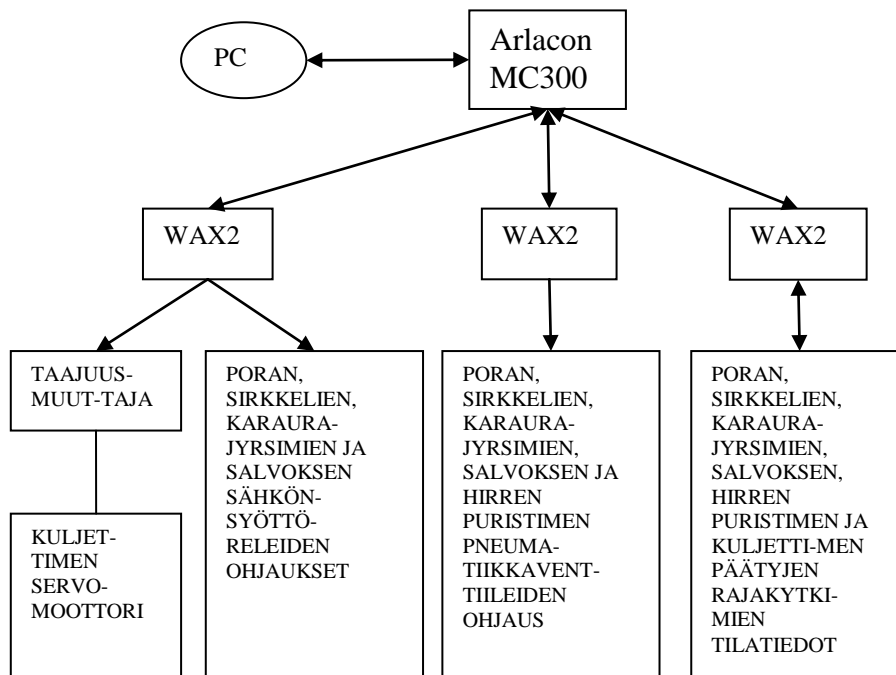 PC
Arlacon
MC300
WAX2
WAX2
WAX2
TAAJUUS-
MUUT-TAJA
KULJET-
TIMEN
SERVO-
MOOTTORI
PORAN,
SIRKKELIEN,
KARAURA-
JYRSIMIEN JA
SALVOKSEN
SÄHKÖN-
SYÖTTÖ-
RELEIDEN
OHJAUKSET
PORAN,
SIRKKELIEN,
KARAURA-
JYRSIMIEN,
SALVOKSEN JA
HIRREN
PURISTIMEN
PNEUMA-
TIIKKAVENT-
TIILEIDEN
OHJAUS
PORAN,
SIRKKELIEN,
KARAURA-
JYRSIMIEN,
SALVOKSEN,
HIRREN
PURISTIMEN JA
KULJETTI-MEN
PÄÄTYJEN
RAJAKYTKI-
MIEN
TILATIEDOT